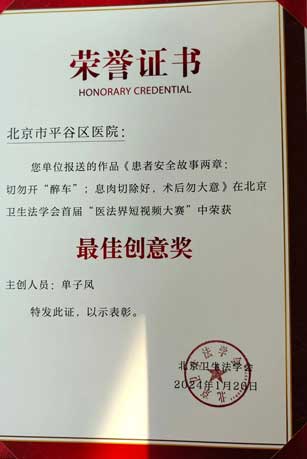 荣誉证书
HONORARY CREDENTIAL
北京市平谷区医院：
您单位报送的作品《患者安全故事两章：
切勿开“醉车”；息肉切除好，术后勿大意》在北京
卫生法学会首届“医法界短视频大赛”中荣获
最佳创意奖
主创人员：单子凤
特发此证，以示表彰。
北京卫生法学会
2024年1月26日